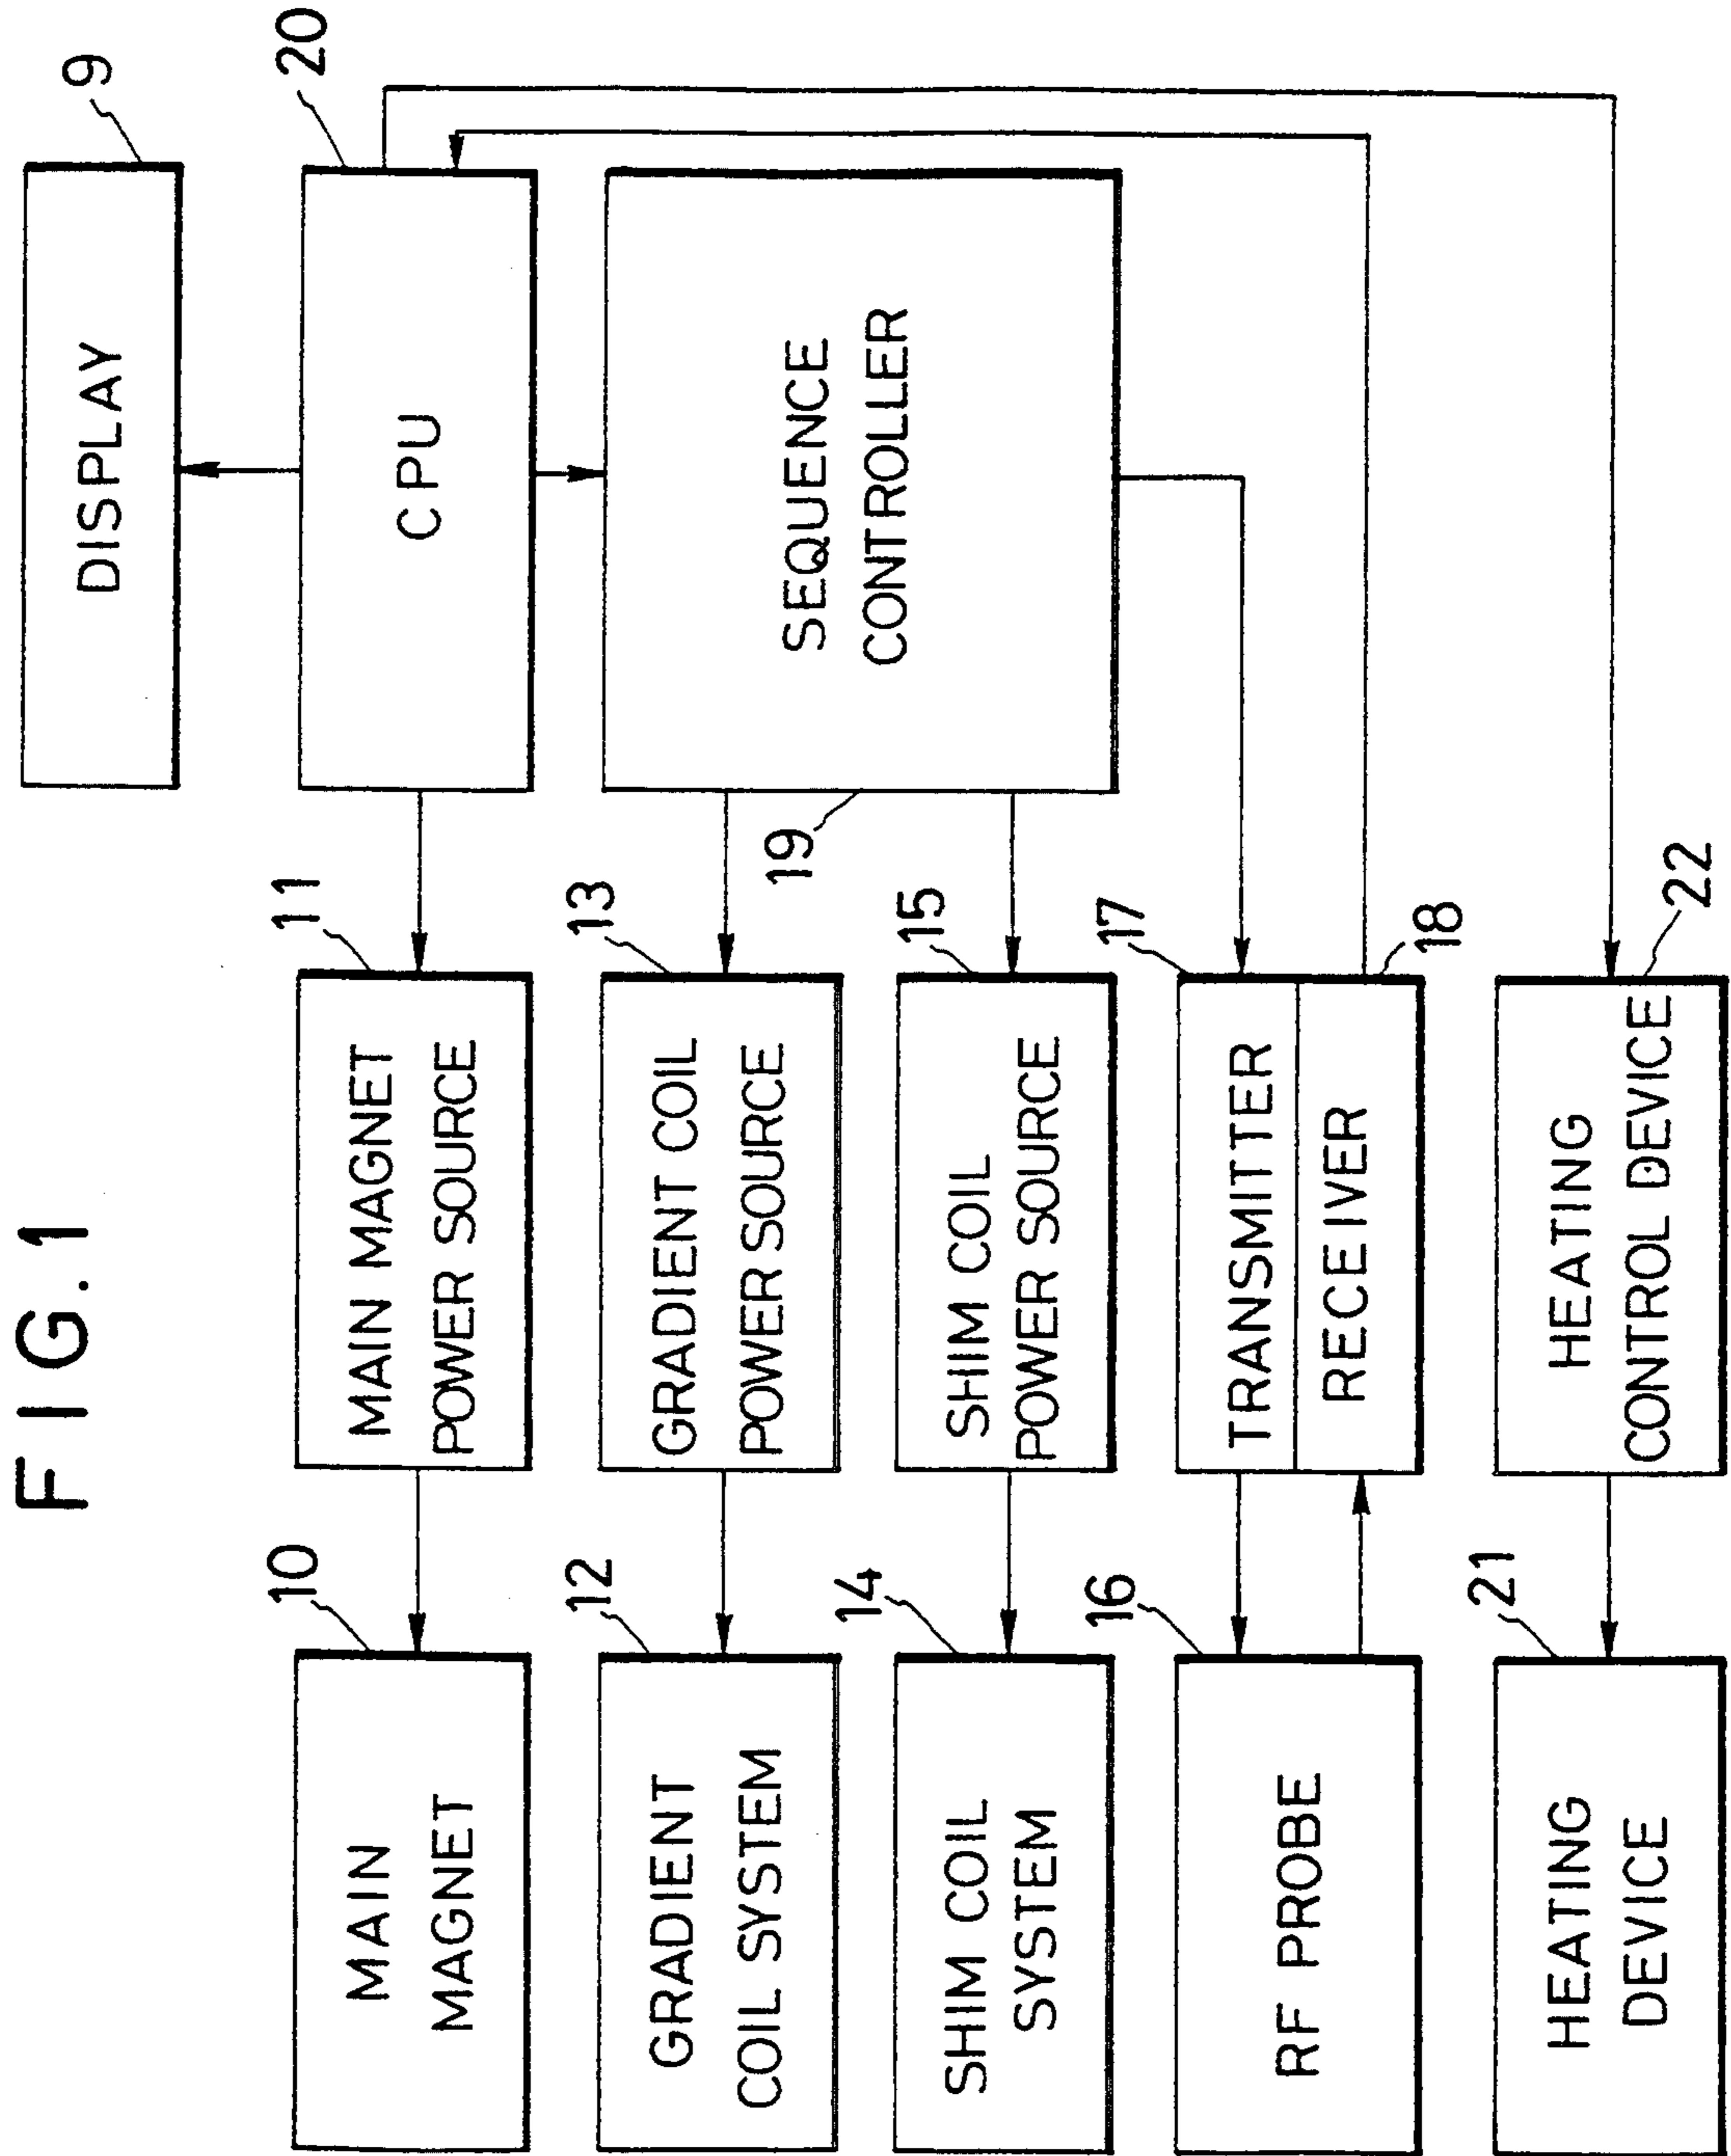 FIG.1
10
MAIN
MAGNET
11
MAIN MAGNET
POWER SOURCE
20
CPU
9
DISPLAY
12
GRADIENT
COIL SYSTEM
13
GRADIENT COIL
POWER SOURCE
19
SEQUENCE
CONTROLLER
14
SHIM COIL
SYSTEM
15
SHIM COIL
POWER SOURCE
16
RF PROBE
17
TRANSMITTER
RECEIVER
18
21
HEATING
DEVICE
22
HEATING
CONTROL DEVICE